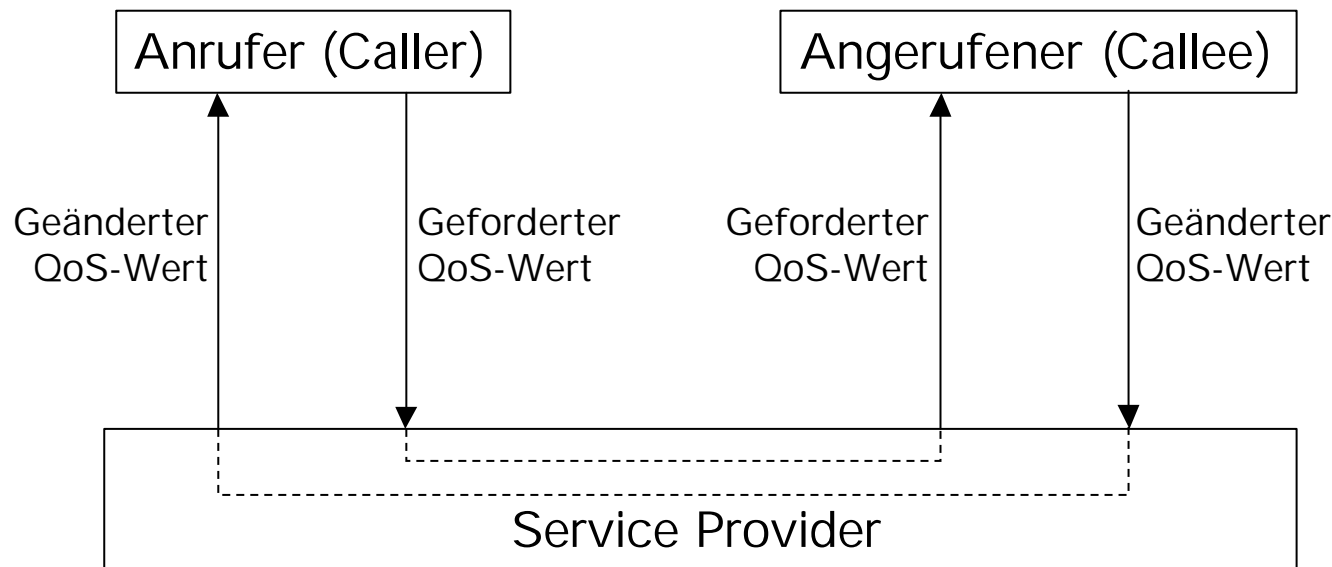 Anrufer (Caller)
Angerufener (Callee)
Geänderter
QoS-Wert
Geforderter
QoS-Wert
Geforderter
QoS-Wert
Geänderter
QoS-Wert
Service Provider